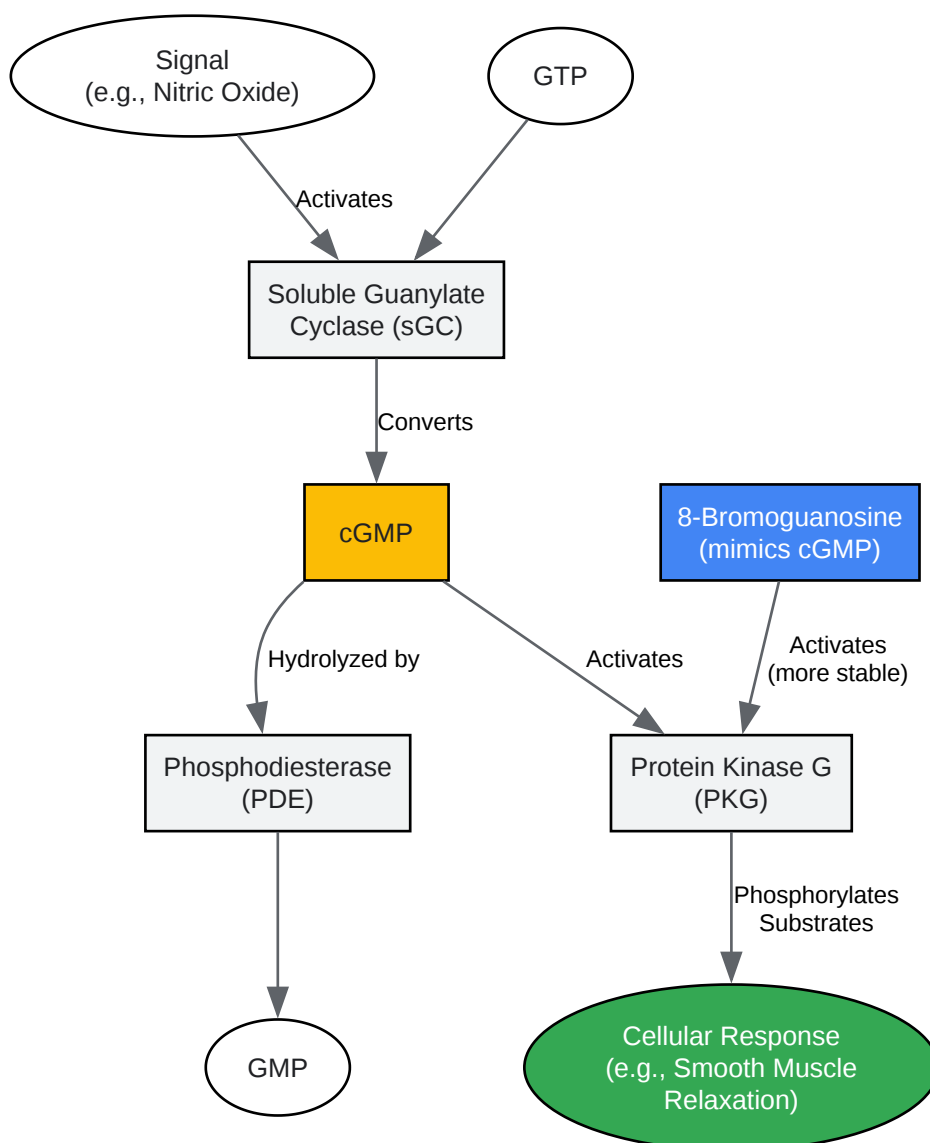 Signal
(e.g., Nitric Oxide)
GTP
Activates
Soluble Guanylate
Cyclase (sGC)
Converts
cGMP
8-Bromoguanosine
(mimics cGMP)
Hydrolyzed by
Activates
Activates
(more stable)
Phosphodiesterase
(PDE)
Protein Kinase G
(PKG)
Phosphorylates
Substrates
GMP
Cellular Response
(e.g., Smooth Muscle
Relaxation)